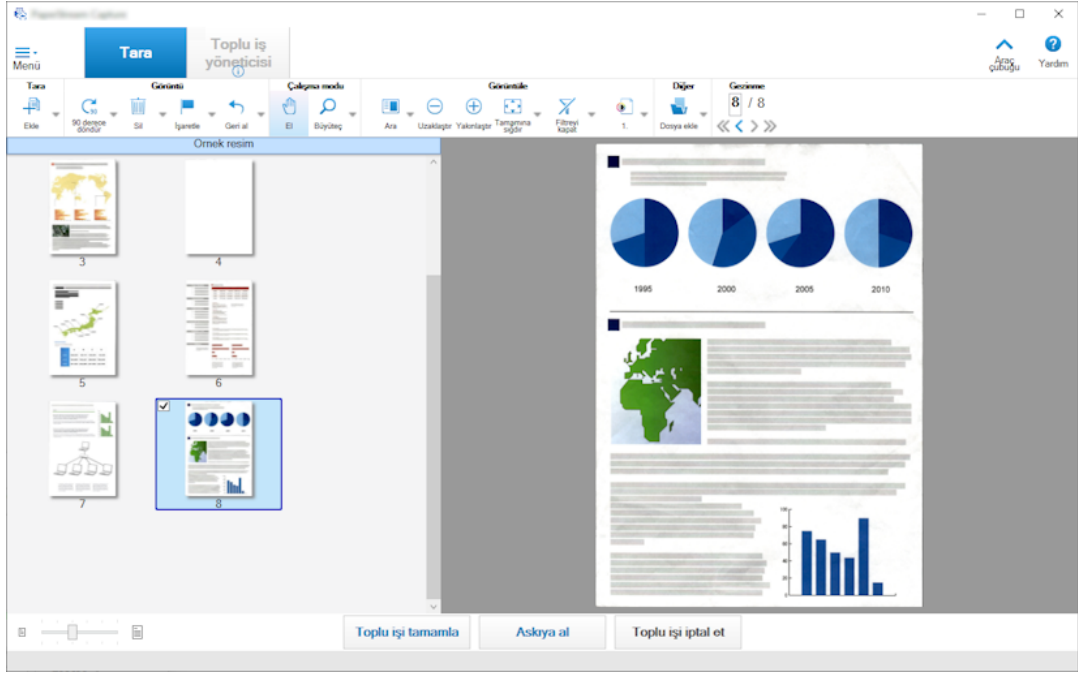 Menü
Tara
Toplu iş yöneticisi
Araç çubuğu
Yardım
Tara
Görüntü
Çalışma modu
Görüntüle
Diğer
Gezinme
Ekle
90 derece döndür
Sil
İşaretle
Geri al
El
Büyüteç
Ara
Uzaklaştır
Yakınlaştır
Tamamına sığdır
Filtreyi kapat
1.
Dosya ekle
8 / 8
Örnek resim
3
4
5
6
7
8
1995
2000
2005
2010
Toplu işi tamamla
Askıya al
Toplu işi iptal et